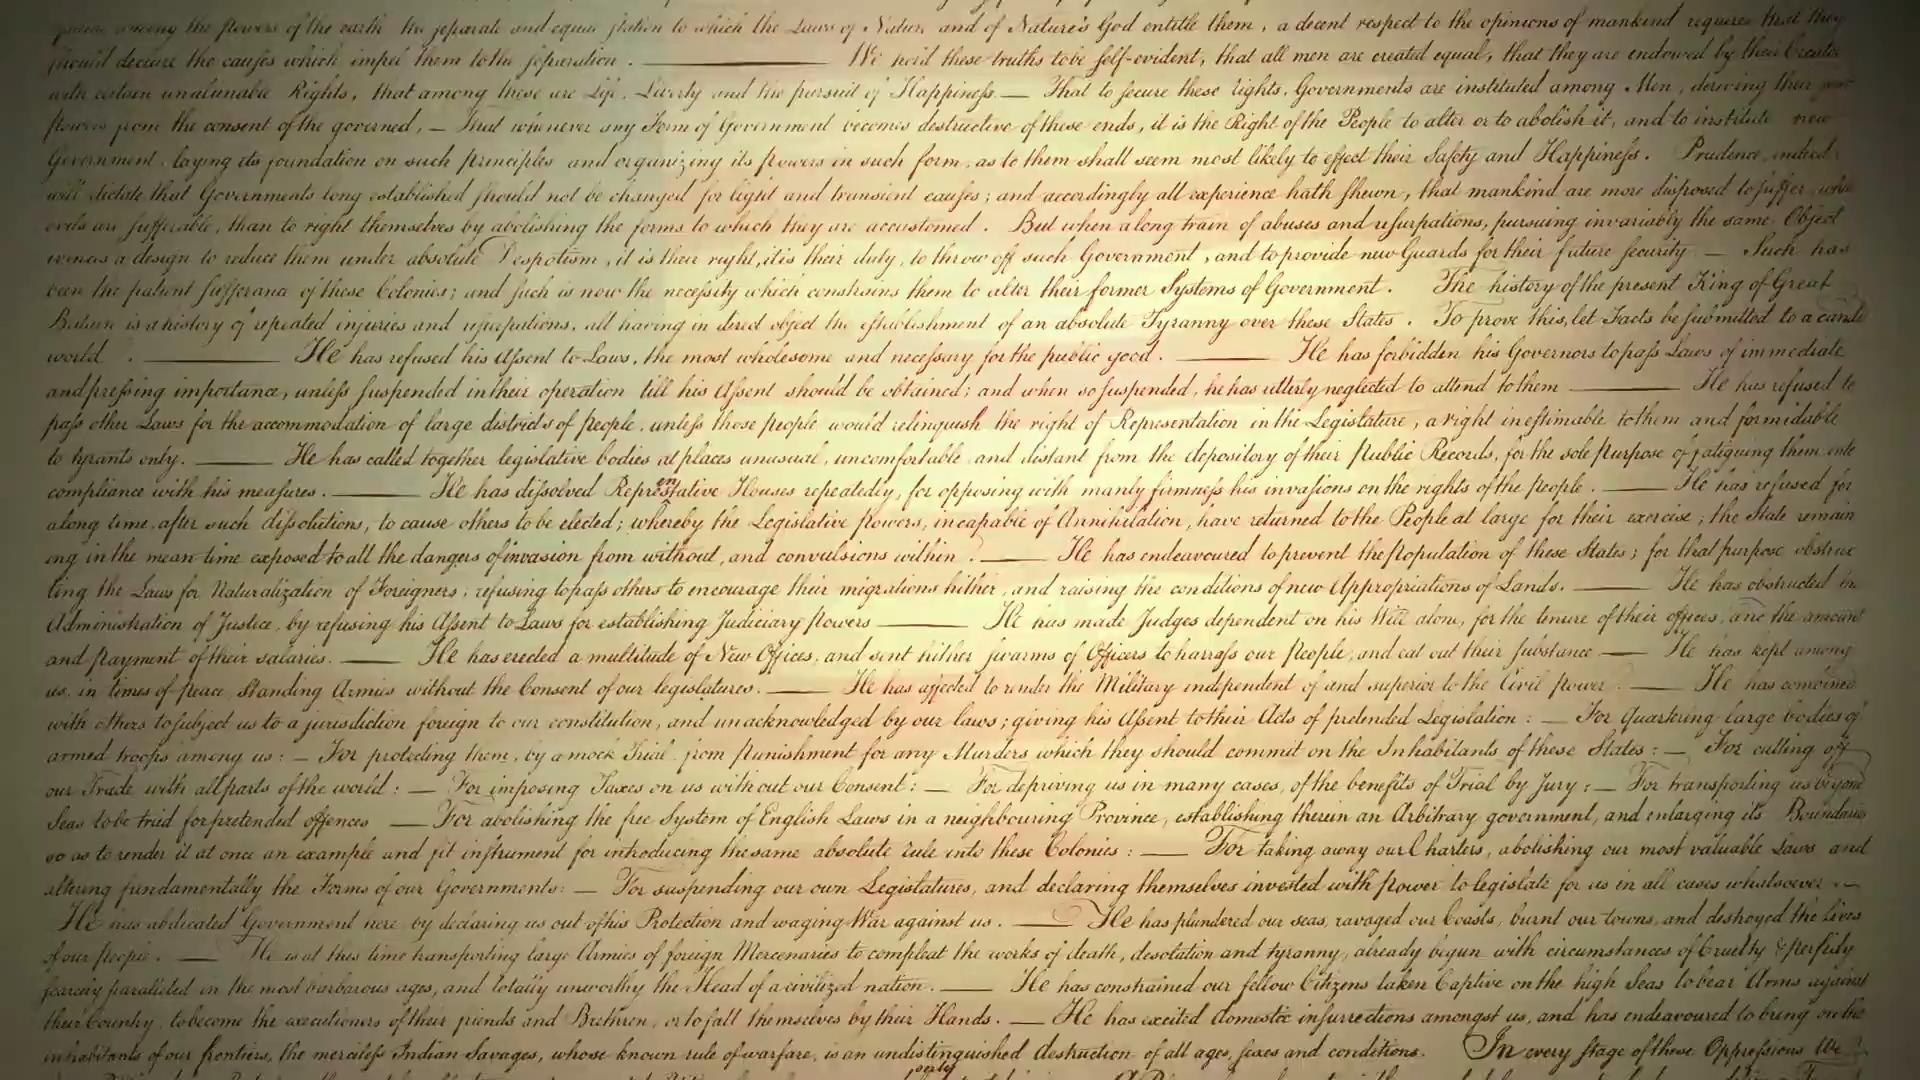 among the powers of the earth, the separate and equal station to which the Laws of Nature and of Nature's God entitle them, a decent respect to the opinions of mankind requires that they
should declare the causes which impel them to the separation. ——— We hold these truths to be self-evident, that all men are created equal, that they are endowed by their Creator
with certain unalienable Rights, that among these are Life, Liberty and the pursuit of Happiness — That to secure these rights, Governments are instituted among Men, deriving their just
powers from the consent of the governed, — That whenever any Form of Government becomes destructive of these ends, it is the Right of the People to alter or to abolish it, and to institute new
Government, laying its foundation on such principles and organizing its powers in such form, as to them shall seem most likely to effect their Safety and Happiness. Prudence, indeed,
will dictate that Governments long established should not be changed for light and transient causes; and accordingly all experience hath shewn, that mankind are more disposed to suffer, while
evils are sufferable, than to right themselves by abolishing the forms to which they are accustomed. But when a long train of abuses and usurpations, pursuing invariably the same Object
evinces a design to reduce them under absolute Despotism, it is their right, it is their duty, to throw off such Government, and to provide new Guards for their future security. — Such has
been the patient sufferance of these Colonies; and such is now the necessity which constrains them to alter their former Systems of Government. The history of the present King of Great
Britain is a history of repeated injuries and usurpations, all having in direct object the establishment of an absolute Tyranny over these States. To prove this, let Facts be submitted to a candid
world. ——— He has refused his Assent to Laws, the most wholesome and necessary for the public good. ——— He has forbidden his Governors to pass Laws of immediate
and pressing importance, unless suspended in their operation till his Assent should be obtained; and when so suspended, he has utterly neglected to attend to them ——— He has refused to
pass other Laws for the accommodation of large districts of people, unless those people would relinquish the right of Representation in the Legislature, a right inestimable to them and formidable
to tyrants only. ——— He has called together legislative bodies at places unusual, uncomfortable, and distant from the depository of their Public Records, for the sole purpose of fatiguing them into
compliance with his measures. ——— He has dissolved Representative Houses repeatedly, for opposing with manly firmness his invasions on the rights of the people. ——— He has refused for
a long time, after such dissolutions, to cause others to be elected; whereby the Legislative powers, incapable of Annihilation, have returned to the People at large for their exercise; the State remain
ing in the mean time exposed to all the dangers of invasion from without, and convulsions within. ——— He has endeavoured to prevent the population of these States; for that purpose obstruc
ting the Laws for Naturalization of Foreigners; refusing to pass others to encourage their migrations hither, and raising the conditions of new Appropriations of Lands. ——— He has obstructed the
Administration of Justice, by refusing his Assent to Laws for establishing Judiciary powers ——— He has made Judges dependent on his Will alone, for the tenure of their offices, and the amount
and payment of their salaries. ——— He has erected a multitude of New Offices, and sent hither swarms of Officers to harrass our people, and eat out their substance ——— He has kept among
us, in times of peace, Standing Armies without the Consent of our legislatures. ——— He has affected to render the Military independent of and superior to the Civil power. ——— He has combined
with others to subject us to a jurisdiction foreign to our constitution, and unacknowledged by our laws; giving his Assent to their Acts of pretended Legislation: — For Quartering large bodies of
armed troops among us: — For protecting them, by a mock Trial, from punishment for any Murders which they should commit on the Inhabitants of these States: — For cutting off
our Trade with all parts of the world: — For imposing Taxes on us without our Consent: — For depriving us in many cases, of the benefits of Trial by Jury: — For transporting us beyond
Seas to be tried for pretended offences — For abolishing the free System of English Laws in a neighbouring Province, establishing therein an Arbitrary government, and enlarging its Boundaries
so as to render it at once an example and fit instrument for introducing the same absolute rule into these Colonies: — For taking away our Charters, abolishing our most valuable Laws and
altering fundamentally the Forms of our Governments: — For suspending our own Legislatures, and declaring themselves invested with power to legislate for us in all cases whatsoever —
He has abdicated Government here, by declaring us out of his Protection and waging War against us. — He has plundered our seas, ravaged our Coasts, burnt our towns, and destroyed the lives
of our people. — He is at this time transporting large Armies of foreign Mercenaries to compleat the works of death, desolation and tyranny, already begun with circumstances of Cruelty & perfidy
scarcely paralleled in the most barbarous ages, and totally unworthy the Head of a civilized nation. — He has constrained our fellow Citizens taken Captive on the high Seas to bear Arms against
their Country, to become the executioners of their friends and Brethren, or to fall themselves by their Hands. — He has excited domestic insurrections amongst us, and has endeavoured to bring on the
inhabitants of our frontiers, the merciless Indian Savages, whose known rule of warfare, is an undistinguished destruction of all ages, sexes and conditions. In every stage of these Oppressions We
only